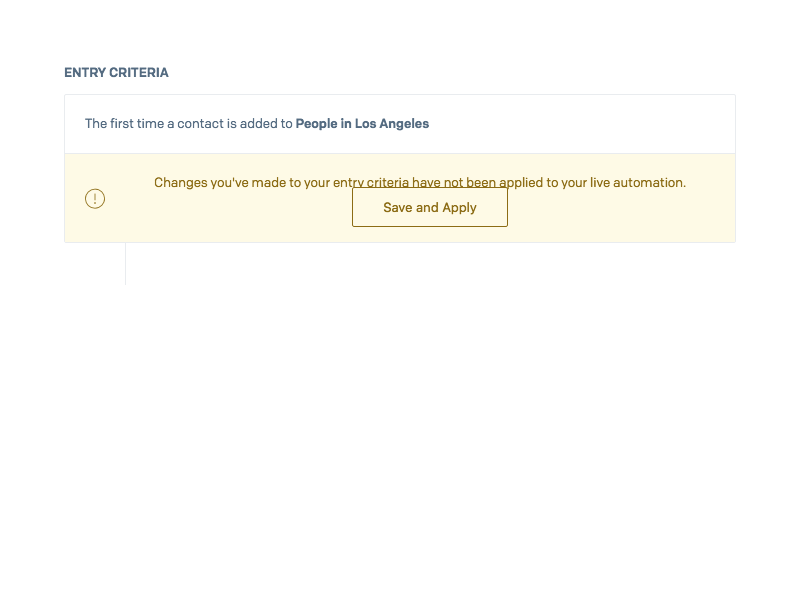 ENTRY CRITERIA
The first time a contact is added to People in Los Angeles
Changes you've made to your entry criteria have not been applied to your live automation.
Save and Apply